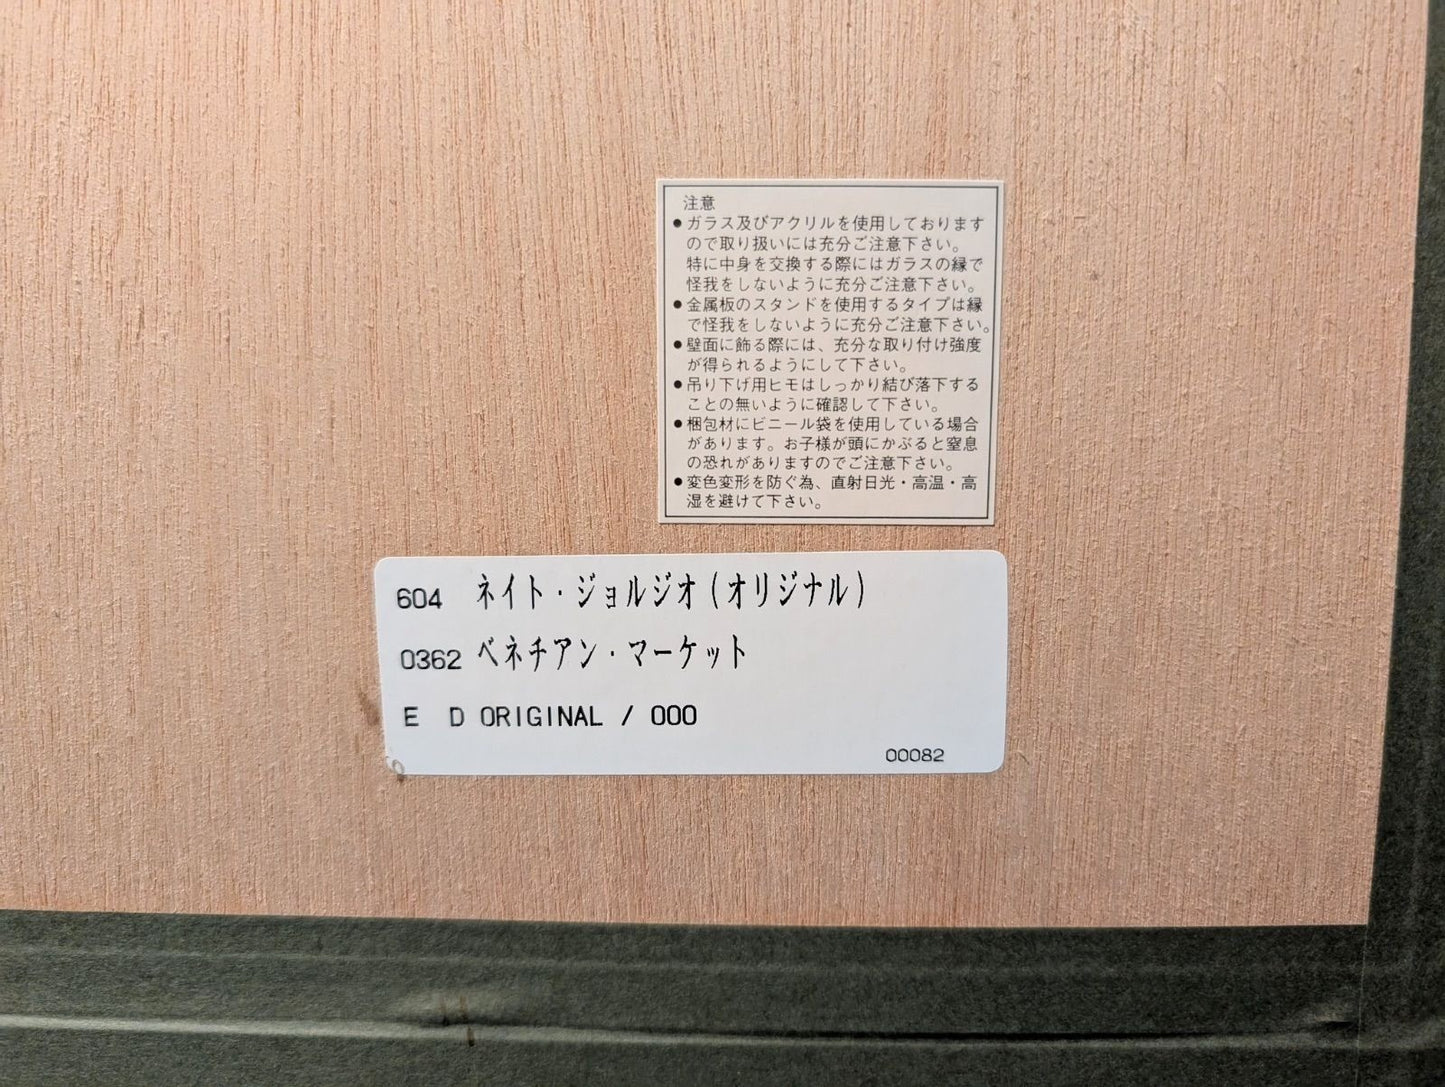 注意
●ガラス及びアクリルを使用しております
ので取り扱いには充分ご注意下さい。
特に中身を交換する際にはガラスの縁で
怪我をしないように充分ご注意下さい。
●金属板のスタンドを使用するタイプは縁
で怪我をしないように充分ご注意下さい。
●壁面に飾る際には、充分な取り付け強度
が得られるようにして下さい。
●吊り下げ用ヒモはしっかり結び落下する
ことの無いように確認して下さい。
●梱包材にビニール袋を使用している場合
があります。お子様が頭にかぶると窒息
の恐れがありますのでご注意下さい。
●変色変形を防ぐ為、直射日光・高温・高
湿を避けて下さい。
604 ネイト・ジョルジオ(オリジナル)
0362 ベネチアン・マーケット
E D ORIGINAL / 000
00082